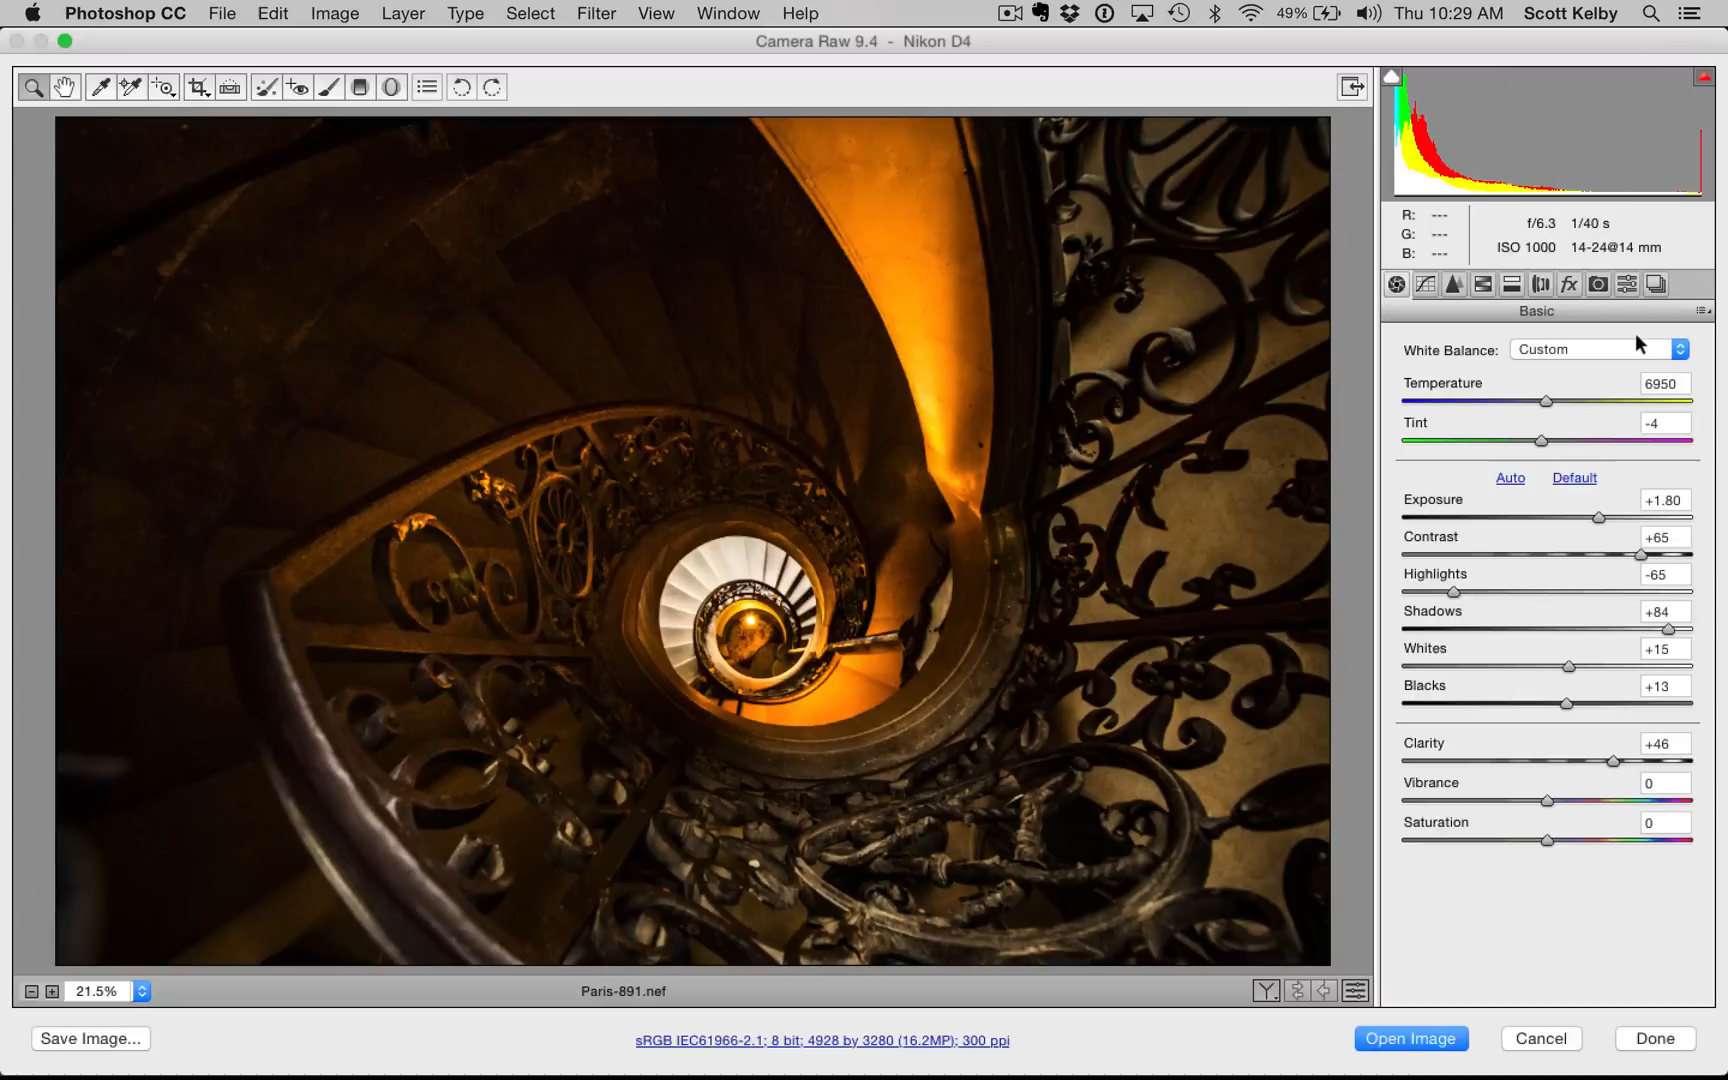 Photoshop CC File Edit Image Layer Type Select Filter View Window Help 49% Thu 10:29 AM Scott Kelby
Camera Raw 9.4 - Nikon D4
R: ---
G: ---
B: ---
f/6.3 1/40 s
ISO 1000 14-24@14 mm
fx
Basic
White Balance: Custom
Temperature 6950
Tint -4
Auto Default
Exposure +1.80
Contrast +65
Highlights -65
Shadows +84
Whites +15
Blacks +13
Clarity +46
Vibrance 0
Saturation 0
21.5% Paris-891.nef Y
Save Image... sRGB IEC61966-2.1; 8 bit; 4928 by 3280 (16.2MP); 300 ppi Open Image Cancel Done